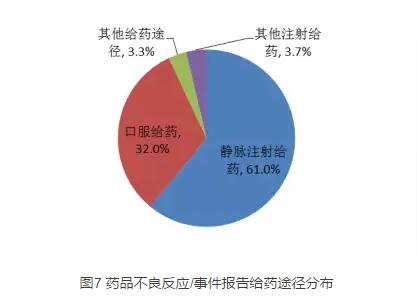 其他给药途
径, 3.3%
其他注射给
药, 3.7%
口服给药,
32.0%
静脉注射给
药, 61.0%
图7 药品不良反应/事件报告给药途径分布